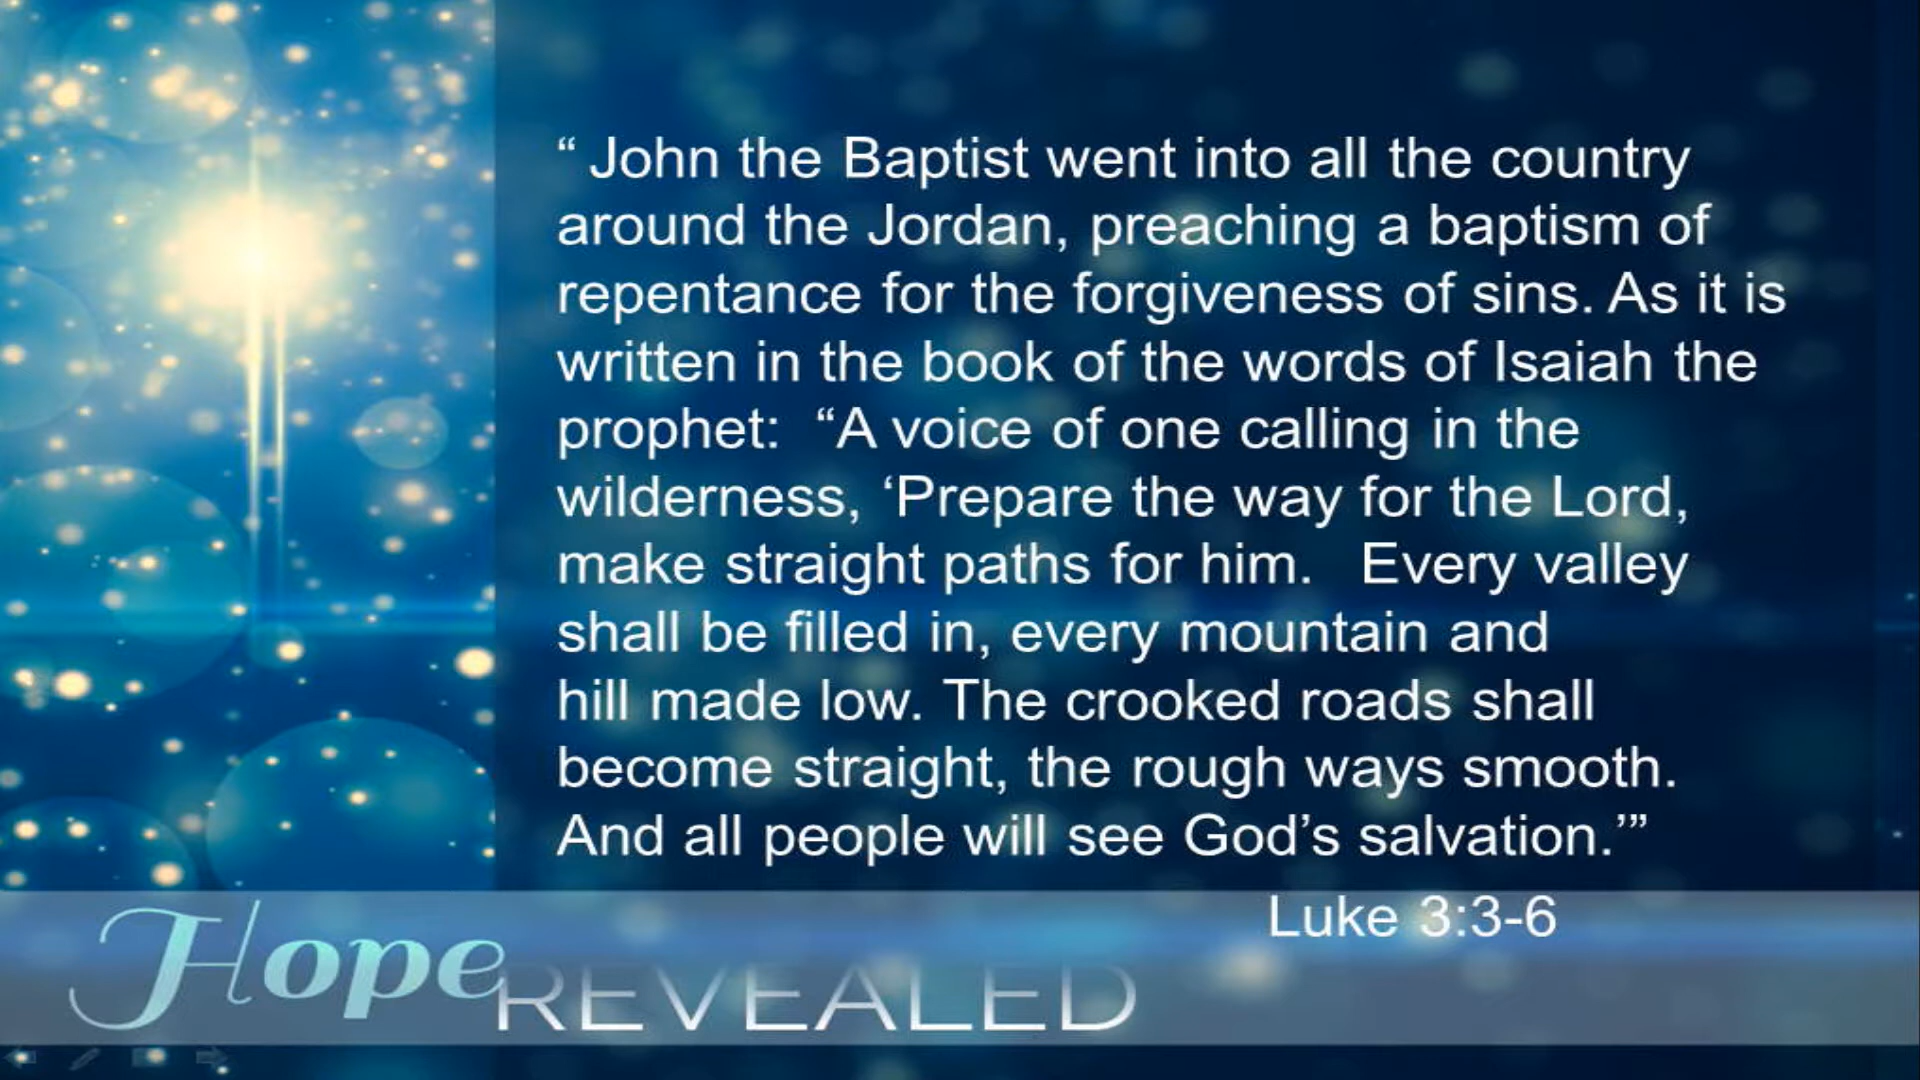 “ John the Baptist went into all the country
around the Jordan, preaching a baptism of
repentance for the forgiveness of sins. As it is
written in the book of the words of Isaiah the
prophet:  “A voice of one calling in the
wilderness, ‘Prepare the way for the Lord,
make straight paths for him.   Every valley
shall be filled in, every mountain and
hill made low. The crooked roads shall
become straight, the rough ways smooth.
And all people will see God’s salvation.’”
Luke 3:3-6
Hope
REVEALED